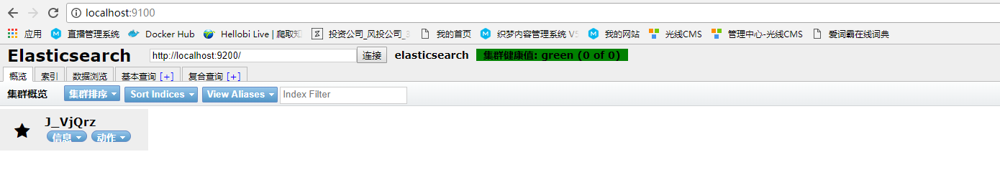 localhost:9100
应用 直播管理系统 Docker Hub Hellobi Live | 爬取知 投资公司_风投公司_ 我的首页 织梦内容管理系统 V5 我的网站 光线CMS 管理中心-光线CMS 爱词霸在线词典
Elasticsearch http://localhost:9200/ 连接 elasticsearch 集群健康值: green (0 of 0)
概览 索引 数据浏览 基本查询 [+] 复合查询 [+]
集群概览 集群排序 Sort Indices View Aliases Index Filter
J_VjQrz
信息 动作